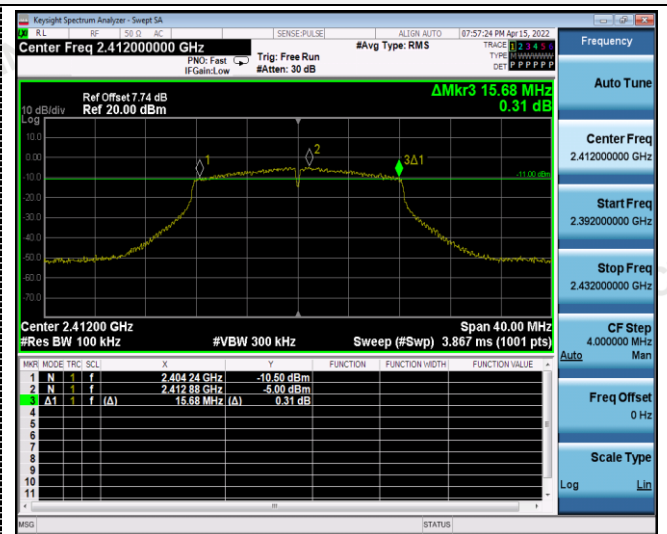 Keysight Spectrum Analyzer - Swept SA
RL RF 50 Ω AC SENSE:PULSE ALIGN AUTO 07:57:24 PM Apr 15, 2022
Center Freq 2.412000000 GHz #Avg Type: RMS TRACE 1 2 3 4 5 6
PNO: Fast Trig: Free Run TYPE M WWWWW
IFGain:Low #Atten: 30 dB DET P P P P P P
Frequency
ΔMkr3 15.68 MHz
0.31 dB
Ref Offset 7.74 dB
10 dB/div Ref 20.00 dBm
Log
10.0
0.00
-10.0
-20.0
-30.0
-40.0
-50.0
-60.0
-70.0
1
2
3Δ1
-11.00 dBm
Center 2.41200 GHz Span 40.00 MHz
#Res BW 100 kHz #VBW 300 kHz Sweep (#Swp) 3.867 ms (1001 pts)
MKR MODE TRC SCL X Y FUNCTION FUNCTION WIDTH FUNCTION VALUE
1 N 1 f 2.404 24 GHz -10.50 dBm
2 N 1 f 2.412 88 GHz -5.00 dBm
3 Δ1 1 f (Δ) 15.68 MHz (Δ) 0.31 dB
4
5
6
7
8
9
10
11
MSG STATUS
Auto Tune
Center Freq
2.412000000 GHz
Start Freq
2.392000000 GHz
Stop Freq
2.432000000 GHz
CF Step
4.000000 MHz
Auto Man
Freq Offset
0 Hz
Scale Type
Log Lin